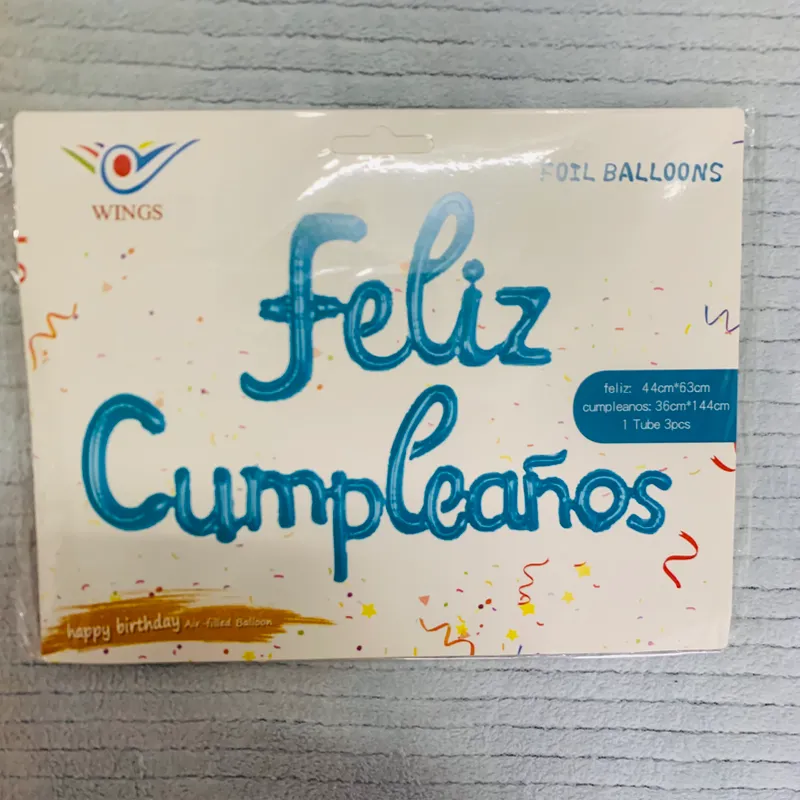 WINGS
FOIL BALLOONS
feliz
Cumpleaños
feliz: 44cm*63cm
cumpleanos: 36cm*144cm
1 Tube 3pcs
happy birthday Air-filled Balloon